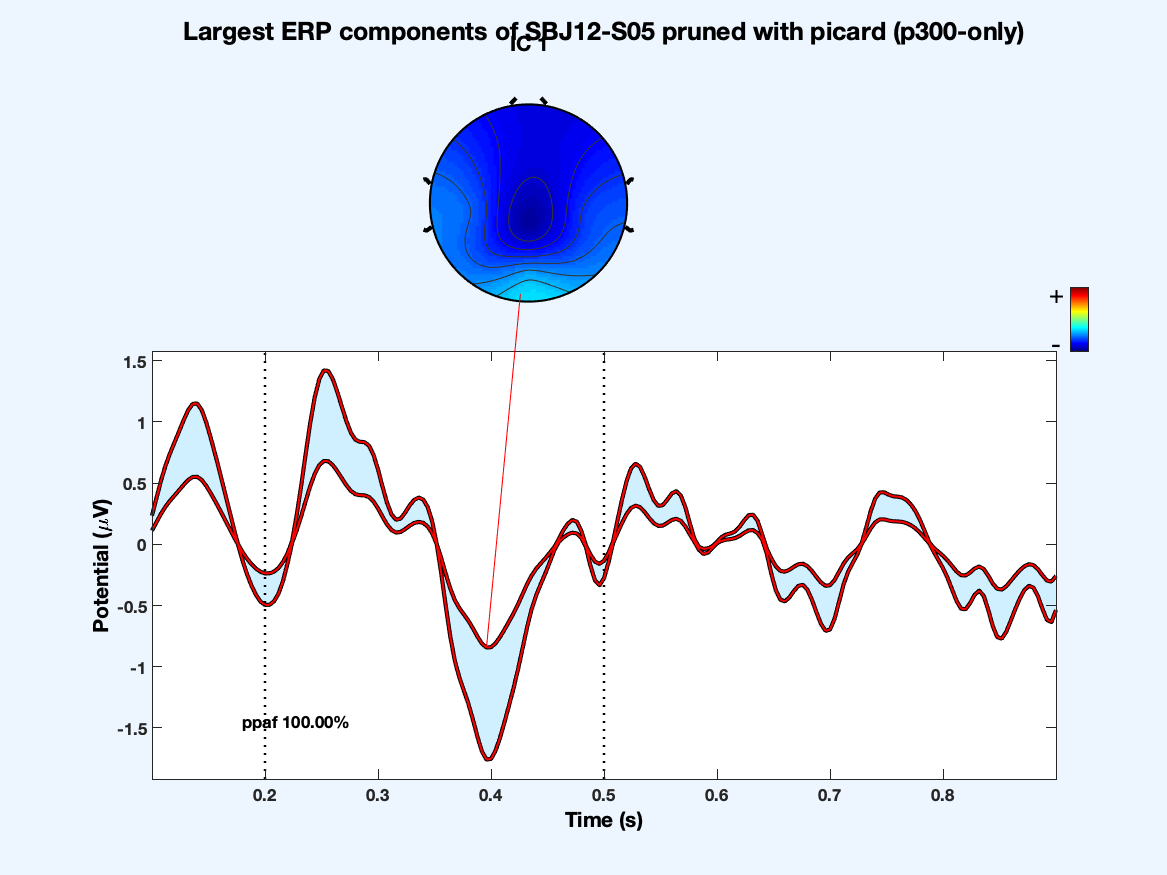 Largest ERP components of SBJ12-S05 pruned with picard (p300-only)
IC 1
+
-
1.5
1
0.5
0
-0.5
-1
-1.5
Potential (μV)
ppaf 100.00%
0.2 0.3 0.4 0.5 0.6 0.7 0.8
Time (s)